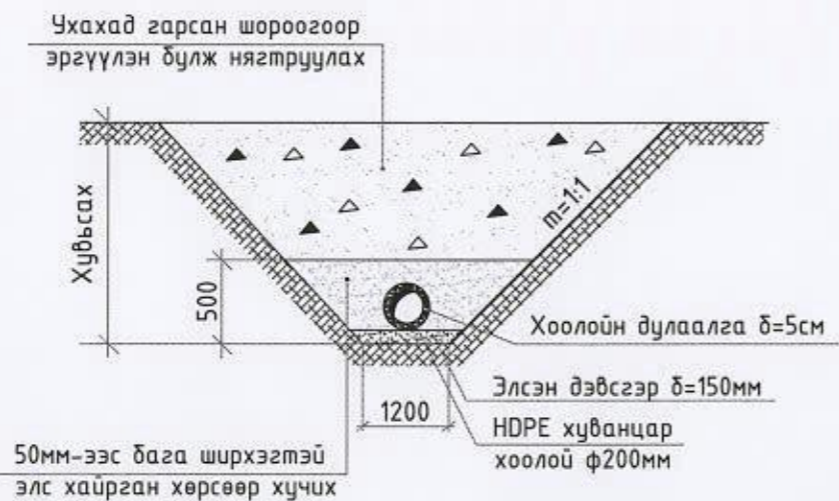 Ухахад гарсан шороогоор
эргүүлэн булж нягтруулах
Хувьсах
m=1:1
500
Хоолойн дулаалга δ=5см
Элсэн дэвсгэр δ=150мм
1200
HDPE хуванцар
хоолой ф200мм
50мм-ээс бага ширхэгтэй
элс хайрган хөрсөөр хучих